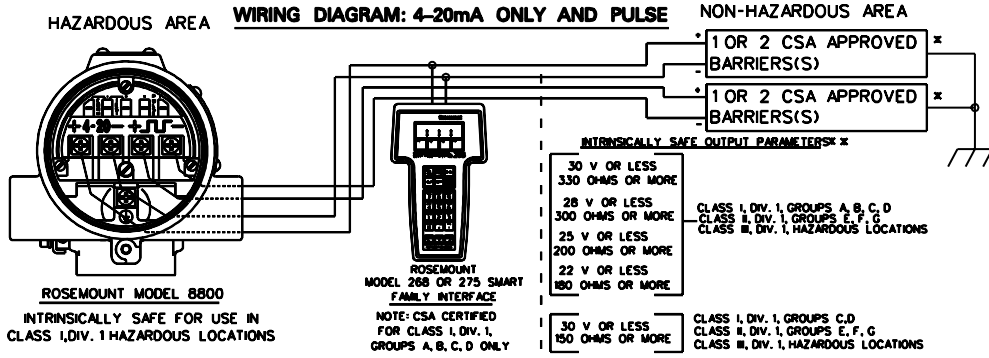 HAZARDOUS AREA
WIRING DIAGRAM: 4-20mA ONLY AND PULSE
NON-HAZARDOUS AREA
+
1 OR 2 CSA APPROVED
BARRIERS(S)
-
*
+
1 OR 2 CSA APPROVED
BARRIERS(S)
-
*
+ 4-20 - + -
INTRINSICALLY SAFE OUTPUT PARAMETERS* *
30 V OR LESS
330 OHMS OR MORE
28 V OR LESS
300 OHMS OR MORE
25 V OR LESS
200 OHMS OR MORE
22 V OR LESS
180 OHMS OR MORE
CLASS I, DIV. 1, GROUPS A, B, C, D
CLASS II, DIV. 1, GROUPS E, F, G
CLASS III, DIV. 1, HAZARDOUS LOCATIONS
30 V OR LESS
150 OHMS OR MORE
CLASS I, DIV. 1, GROUPS C,D
CLASS II, DIV. 1, GROUPS E, F, G
CLASS III, DIV. 1, HAZARDOUS LOCATIONS
ROSEMOUNT MODEL 8800
INTRINSICALLY SAFE FOR USE IN
CLASS I,DIV. 1 HAZARDOUS LOCATIONS
ROSEMOUNT
MODEL 268 OR 275 SMART
FAMILY INTERFACE
NOTE: CSA CERTIFIED
FOR CLASS I, DIV. 1,
GROUPS A, B, C, D ONLY